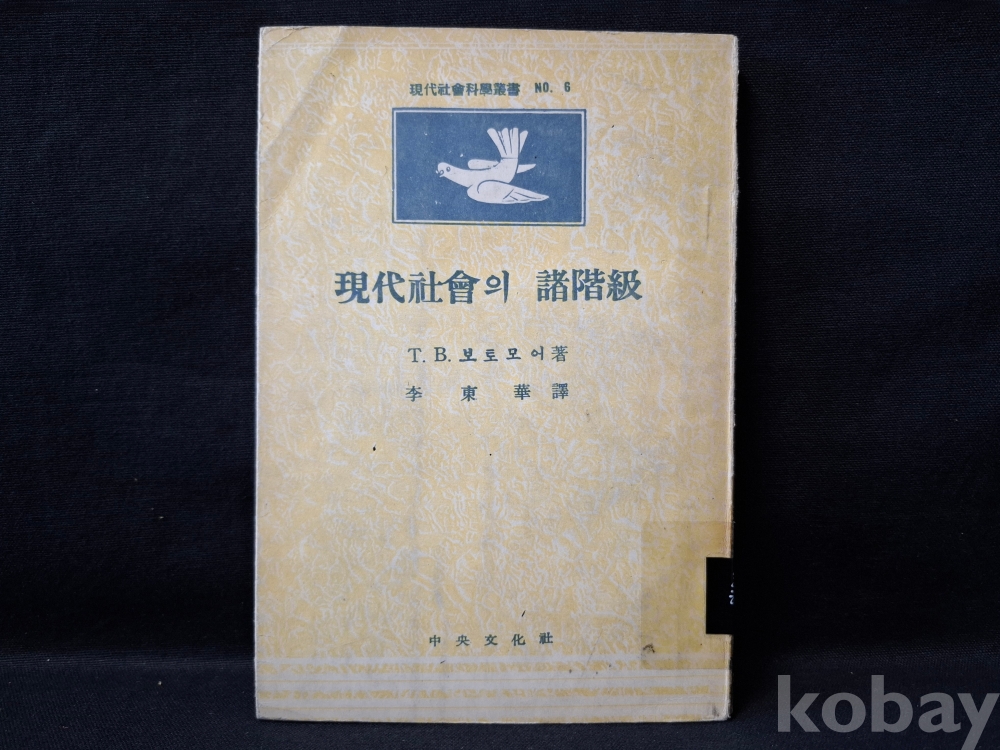 現代社會科學叢書 NO. 6
現代社會의 諸階級
T. B. 보토모어 著
李東華 譯
中央文化社
kobay